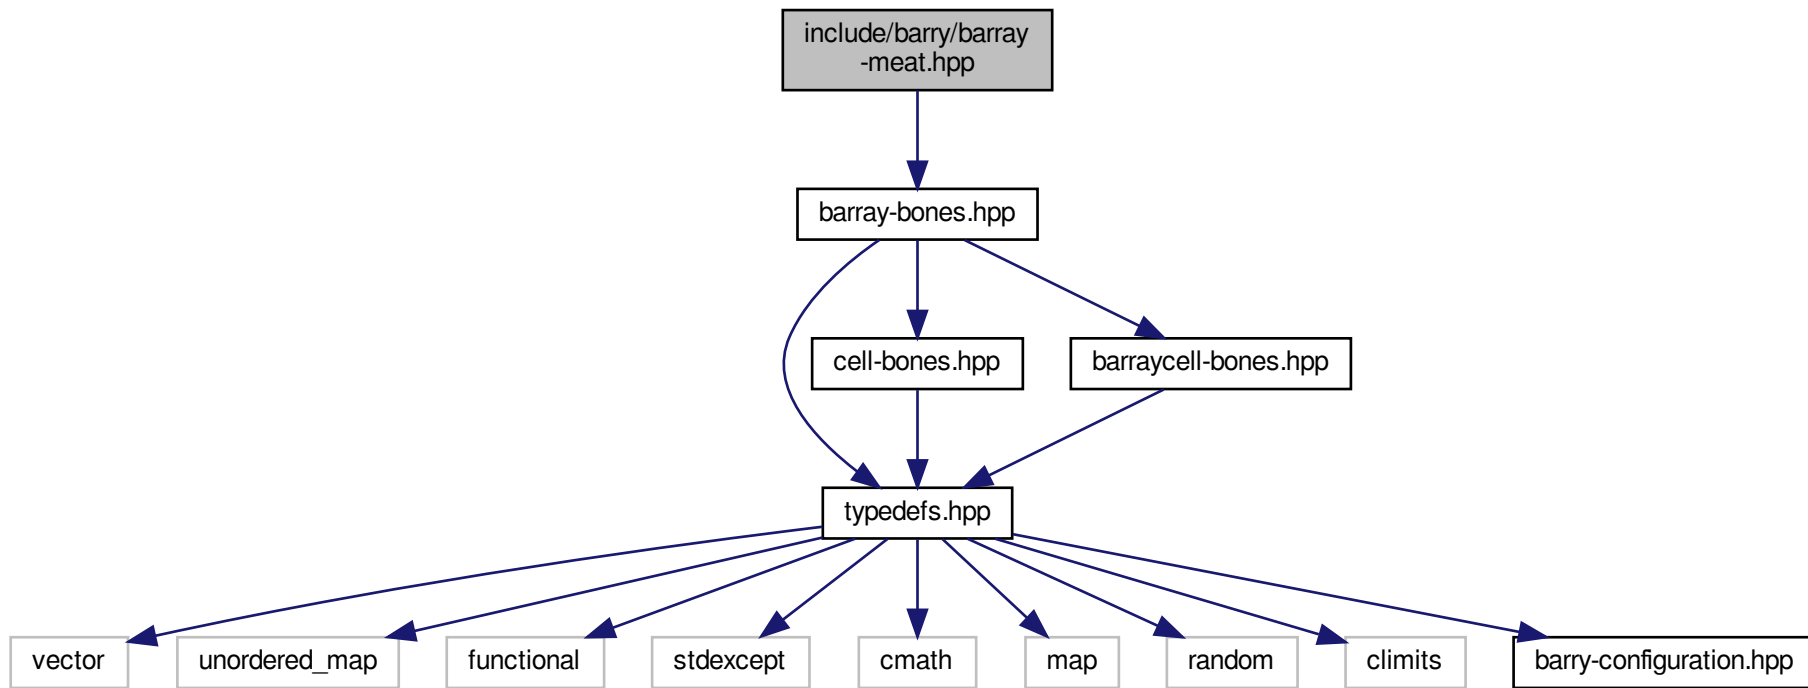 include/barry/barray
-meat.hpp
barray-bones.hpp
cell-bones.hpp
barraycell-bones.hpp
typedefs.hpp
vector
unordered_map
functional
stdexcept
cmath
map
random
climits
barry-configuration.hpp